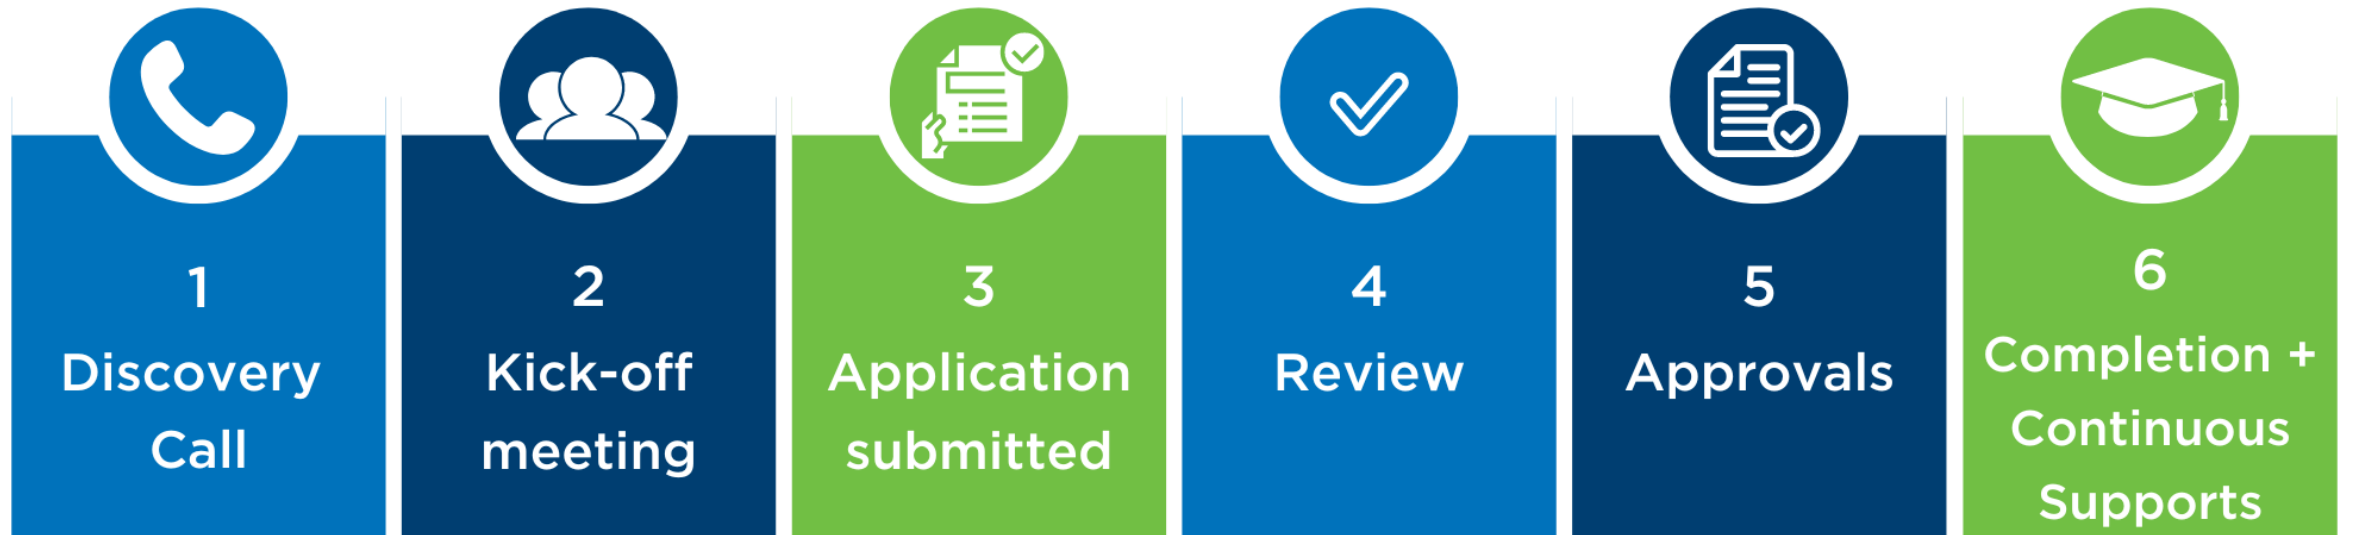 1
Discovery
Call
2
Kick-off
meeting
3
Application
submitted
4
Review
5
Approvals
6
Completion +
Continuous
Supports